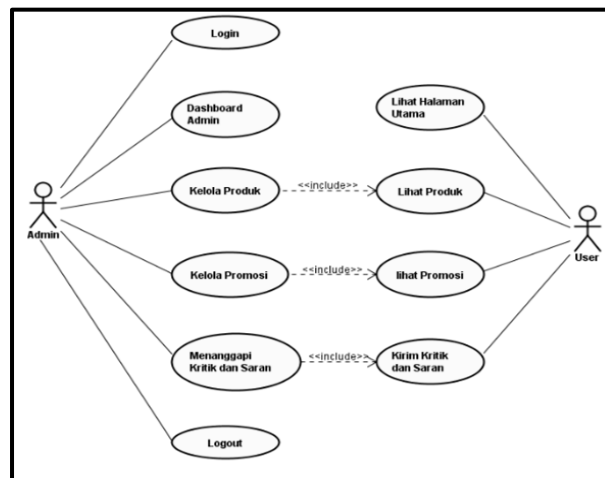 Login
Dashboard
Admin
Lihat Halaman
Utama
Kelola Produk
<<include>>
Lihat Produk
Admin
User
Kelola Promosi
<<include>>
lihat Promosi
Menanggapi
Kritik dan Saran
<<include>>
Kirim Kritik
dan Saran
Logout